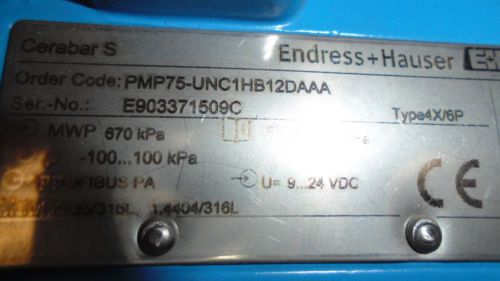 Cerabar S
Endress+Hauser
Order Code: PMP75-UNC1HB12DAAA
Ser.-No.: E903371509C
Type4X/6P
MWP 670 kPa
-100...100 kPa
PA
U= 9...24 VDC
1.4404/316L
CE